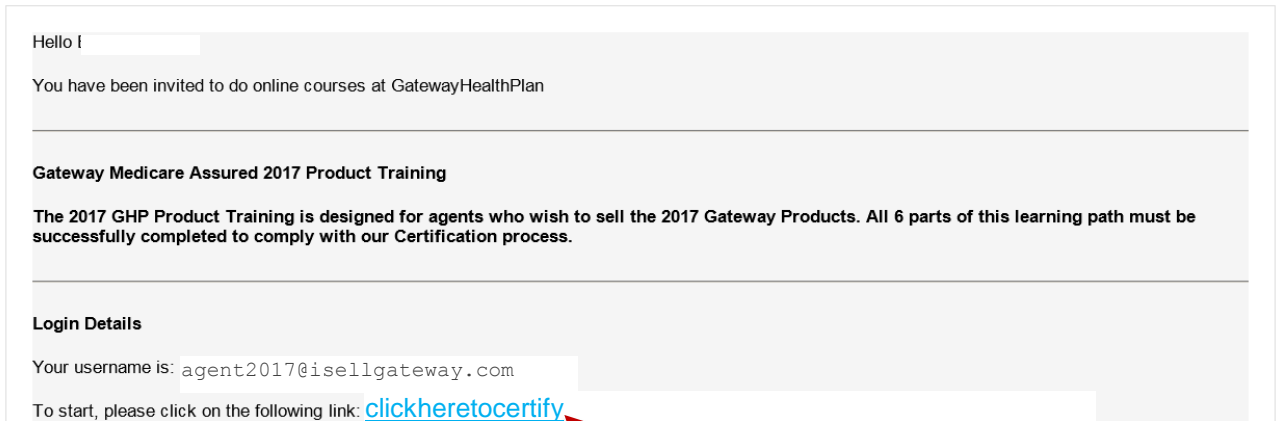 Hello
You have been invited to do online courses at GatewayHealthPlan
Gateway Medicare Assured 2017 Product Training
The 2017 GHP Product Training is designed for agents who wish to sell the 2017 Gateway Products. All 6 parts of this learning path must be
successfully completed to comply with our Certification process.
Login Details
Your username is: agent2017@isellgateway.com
To start, please click on the following link: clickheretocertify